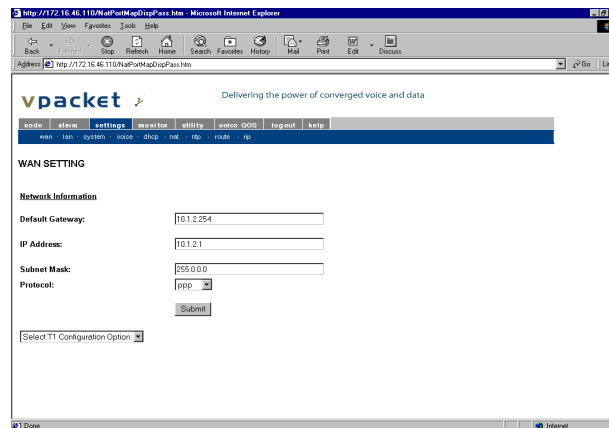 http://172.16.46.110/NatPortMapDispPass.htm - Microsoft Internet Explorer
File Edit View Favorites Tools Help
Back Forward Stop Refresh Home Search Favorites History Mail Print Edit Discuss
Address http://172.16.46.110/NatPortMapDispPass.htm Go
vpacket Delivering the power of converged voice and data
node alarm settings monitor utility voice QOS logout help
wan - lan - system - voice - dhcp - nat - ntp - route - rip
WAN SETTING
Network Information
Default Gateway: 10.1.2.254
IP Address: 10.1.2.1
Subnet Mask: 255.0.0.0
Protocol: ppp
Submit
Select T1 Configuration Option:
Done Internet